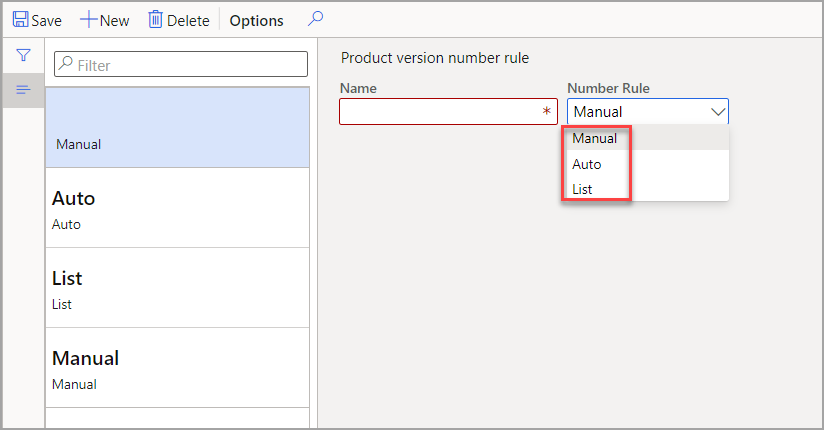 Save New Delete Options
Filter
Manual
Auto
Auto
List
List
Manual
Manual
Product version number rule
Name Number Rule
* Manual
Manual
Auto
List